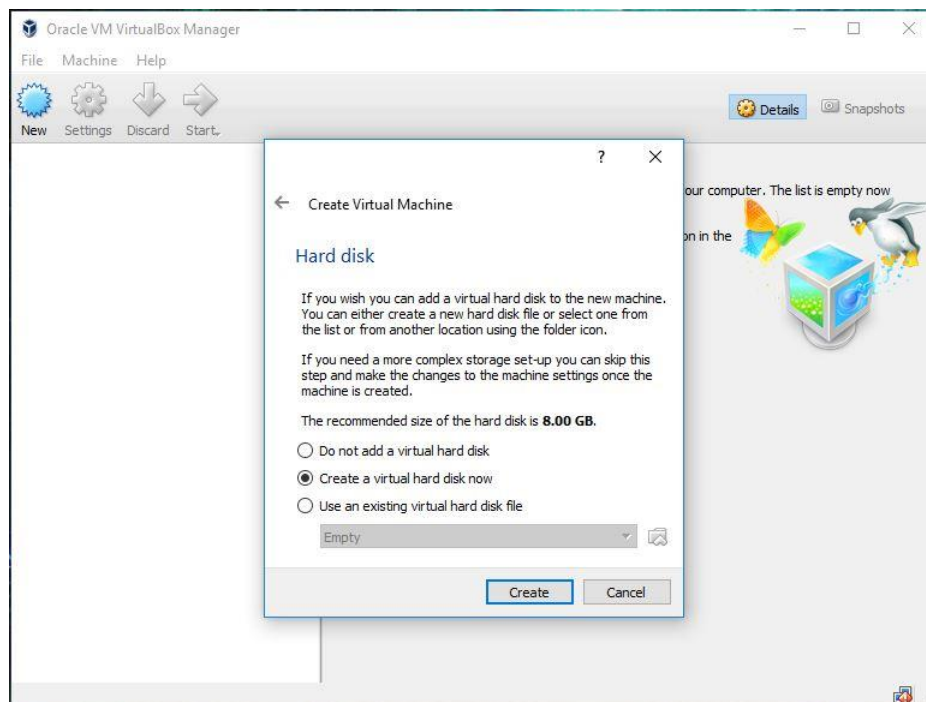 Oracle VM VirtualBox Manager
File Machine Help
New Settings Discard Start
Details Snapshots
our computer. The list is empty now
on in the
Create Virtual Machine
Hard disk
If you wish you can add a virtual hard disk to the new machine.
You can either create a new hard disk file or select one from
the list or from another location using the folder icon.
If you need a more complex storage set-up you can skip this
step and make the changes to the machine settings once the
machine is created.
The recommended size of the hard disk is 8.00 GB.
Do not add a virtual hard disk
Create a virtual hard disk now
Use an existing virtual hard disk file
Empty
Create Cancel